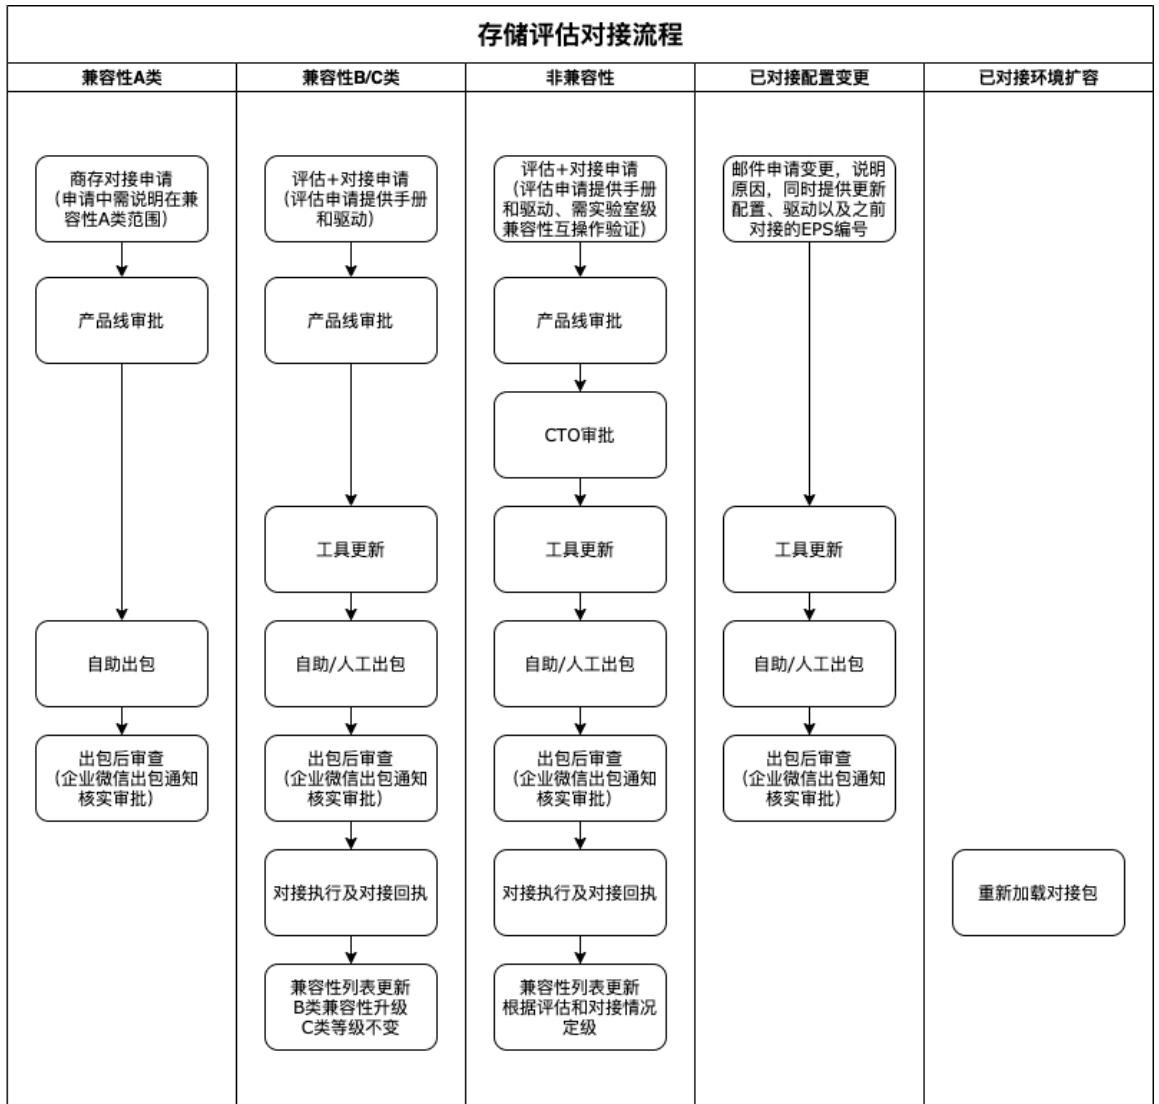 存储评估对接流程
兼容性A类
兼容性B/C类
非兼容性
已对接配置变更
已对接环境扩容
商存对接申请
（申请中需说明在兼
容性A类范围）
产品线审批
自助出包
出包后审查
（企业微信出包通知
核实审批）
评估+对接申请
（评估申请提供手册
和驱动）
产品线审批
工具更新
自助/人工出包
出包后审查
（企业微信出包通知
核实审批）
对接执行及对接回执
兼容性列表更新
B类兼容性升级
C类等级不变
评估+对接申请
（评估申请提供手册
和驱动、需实验室级
兼容性互操作验证）
产品线审批
CTO审批
工具更新
自助/人工出包
出包后审查
（企业微信出包通知
核实审批）
对接执行及对接回执
兼容性列表更新
根据评估和对接情况
定级
邮件申请变更，说明
原因，同时提供更新
配置、驱动以及之前
对接的EPS编号
工具更新
自助/人工出包
出包后审查
（企业微信出包通知
核实审批）
重新加载对接包